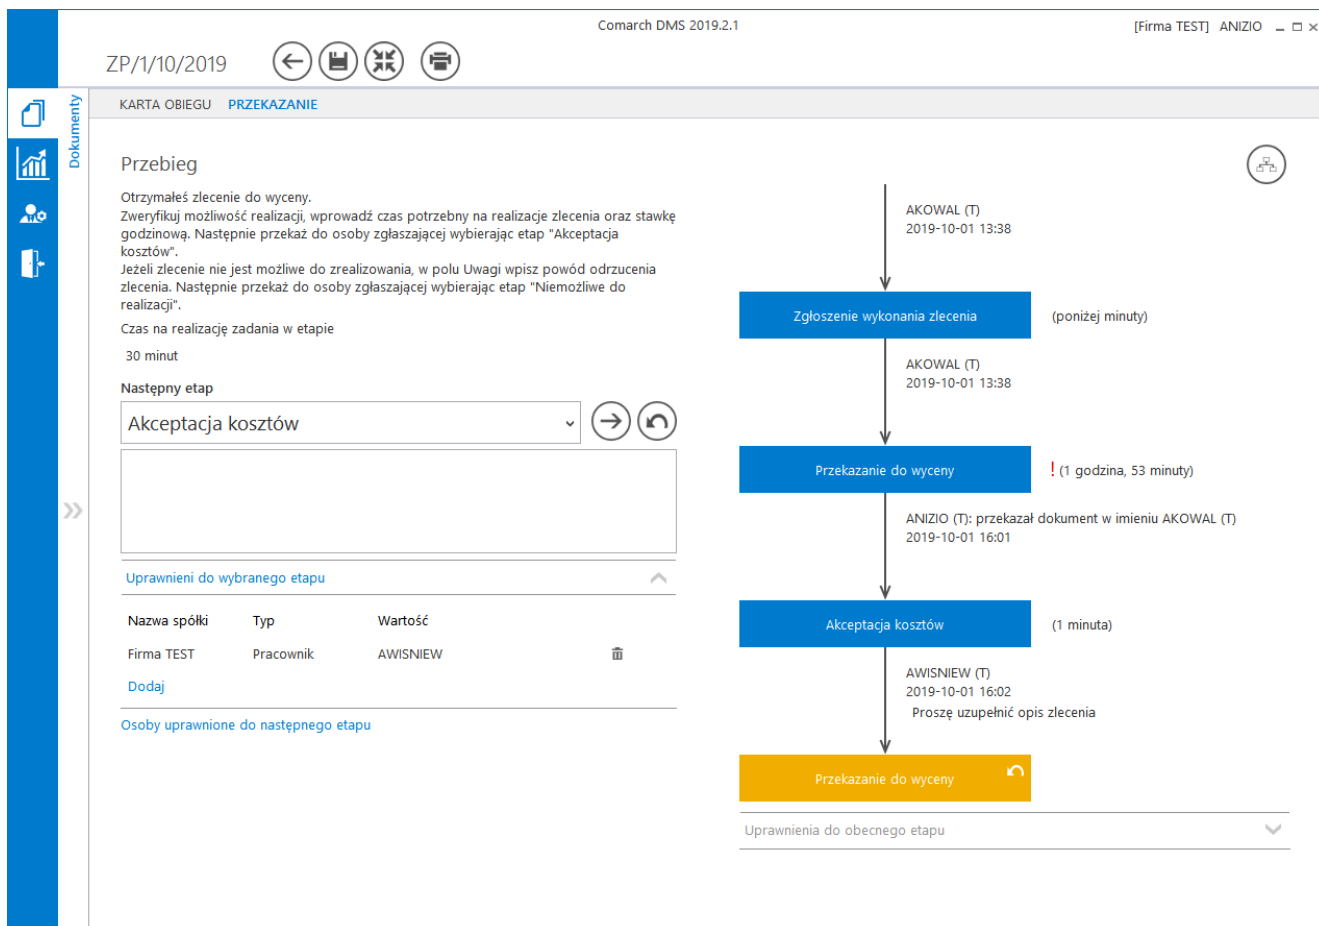 Comarch DMS 2019.2.1
[Firma TEST] ANIZIO
ZP/1/10/2019
Dokumenty
KARTA OBIEGU PRZEKAZANIE
Przebieg
Otrzymałeś zlecenie do wyceny.
Zweryfikuj możliwość realizacji, wprowadź czas potrzebny na realizacje zlecenia oraz stawkę
godzinową. Następnie przekaż do osoby zgłaszającej wybierając etap "Akceptacja
kosztów".
Jeżeli zlecenie nie jest możliwe do zrealizowania, w polu Uwagi wpisz powód odrzucenia
zlecenia. Następnie przekaż do osoby zgłaszającej wybierając etap "Niemożliwe do
realizacji".
Czas na realizację zadania w etapie
30 minut
Następny etap
Akceptacja kosztów
Uprawnieni do wybranego etapu
Nazwa spółki Typ Wartość
Firma TEST Pracownik AWISNIEW
Dodaj
Osoby uprawnione do następnego etapu
AKOWAL (T)
2019-10-01 13:38
Zgłoszenie wykonania zlecenia (poniżej minuty)
AKOWAL (T)
2019-10-01 13:38
Przekazanie do wyceny ! (1 godzina, 53 minuty)
ANIZIO (T): przekazał dokument w imieniu AKOWAL (T)
2019-10-01 16:01
Akceptacja kosztów (1 minuta)
AWISNIEW (T)
2019-10-01 16:02
Proszę uzupełnić opis zlecenia
Przekazanie do wyceny
Uprawnienia do obecnego etapu